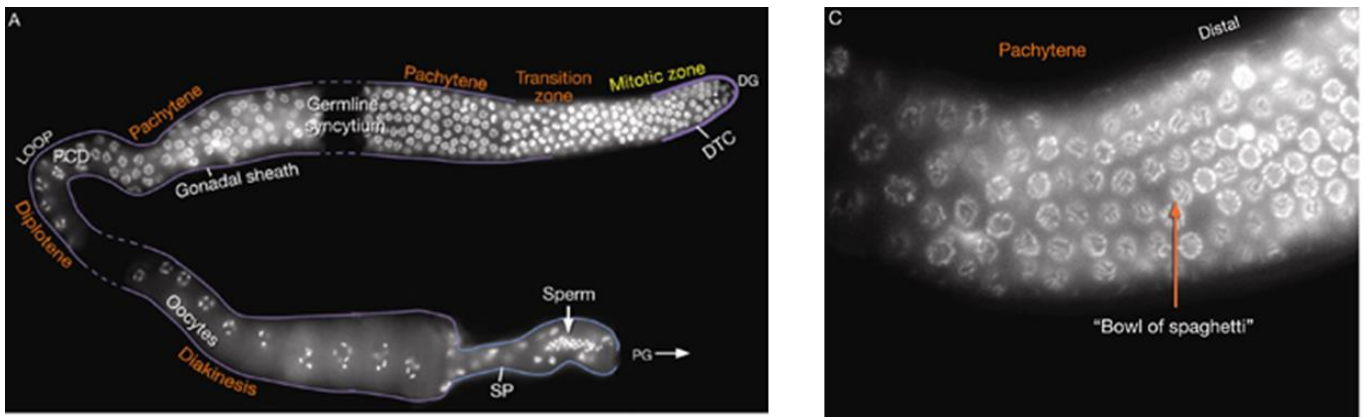 A
Pachytene
Transition
zone
Mitotic zone
DG
Pachytene
Germline
syncytium
DTC
LOOP
PCD
Gonadal sheath
Diplotene
Oocytes
Diakinesis
Sperm
SP
PG
C
Pachytene
Distal
"Bowl of spaghetti"